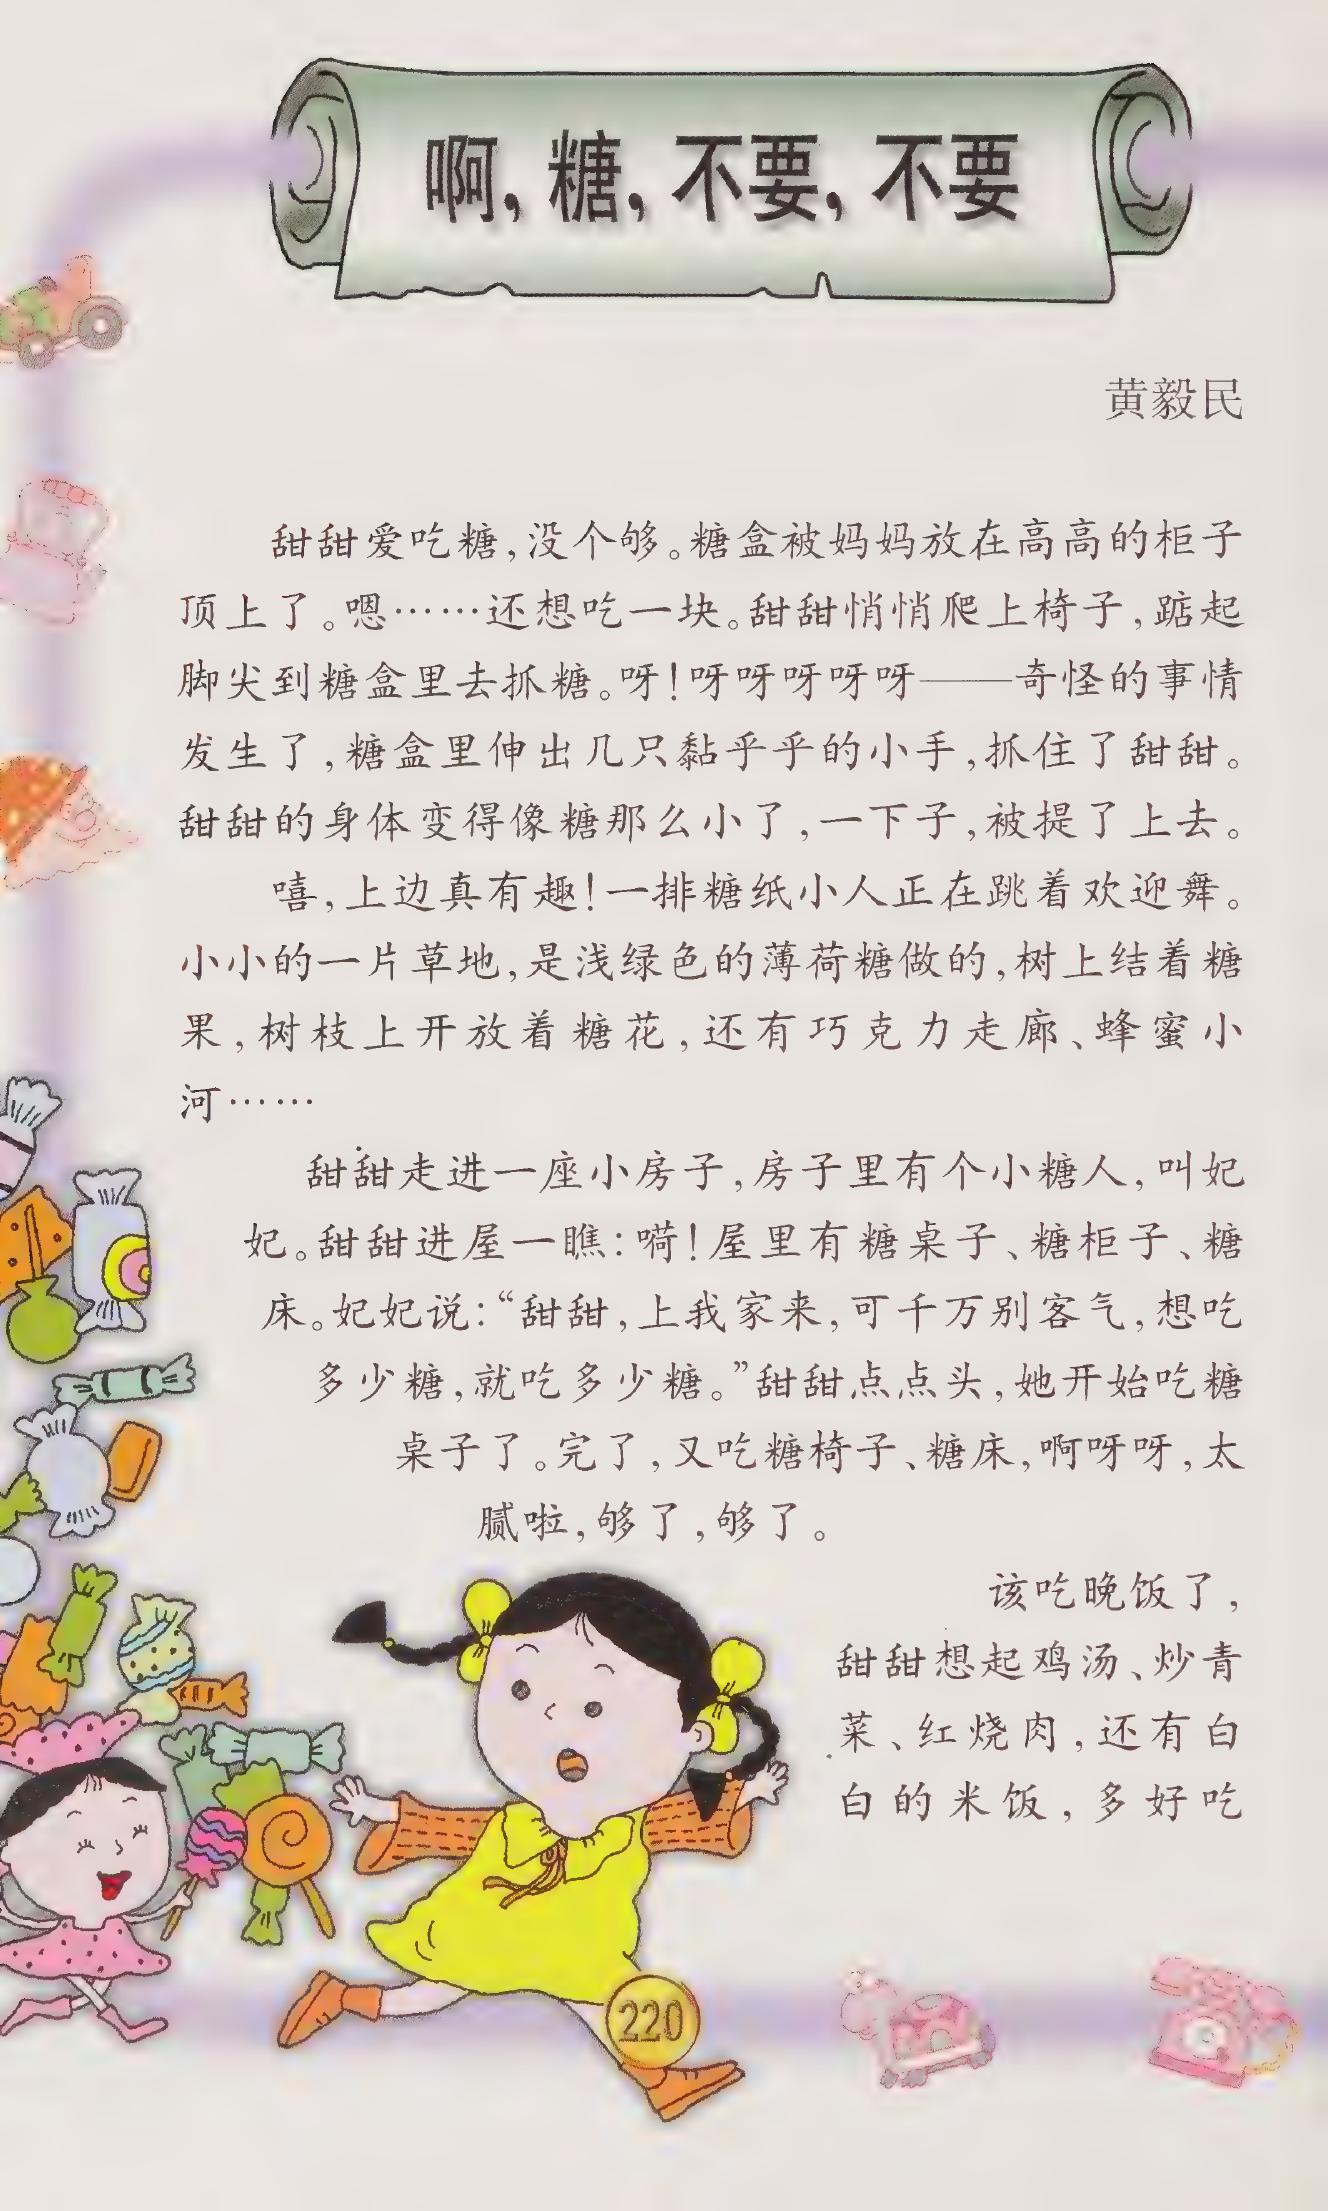 啊，糖，不要，不要
黄毅民
甜甜爱吃糖，没个够。糖盒被妈妈放在高高的柜子
顶上了。嗯……还想吃一块。甜甜悄悄爬上椅子，踮起
脚尖到糖盒里去抓糖。呀！呀呀呀呀呀——奇怪的事情
发生了，糖盒里伸出几只黏乎乎的小手，抓住了甜甜。
甜甜的身体变得像糖那么小了，一下子，被提了上去。
嘻，上边真有趣！一排糖纸小人正在跳着欢迎舞。
小小的一片草地，是浅绿色的薄荷糖做的，树上结着糖
果，树枝上开放着糖花，还有巧克力走廊、蜂蜜小
河……
甜甜走进一座小房子，房子里有个小糖人，叫妃
妃。甜甜进屋一瞧：嗬！屋里有糖桌子、糖柜子、糖
床。妃妃说：“甜甜，上我家来，可千万别客气，想吃
多少糖，就吃多少糖。”甜甜点点头，她开始吃糖
桌子了。完了，又吃糖椅子、糖床，啊呀呀，太
腻啦，够了，够了。
该吃晚饭了，
甜甜想起鸡汤、炒青
菜、红烧肉，还有白
白的米饭，多好吃
220